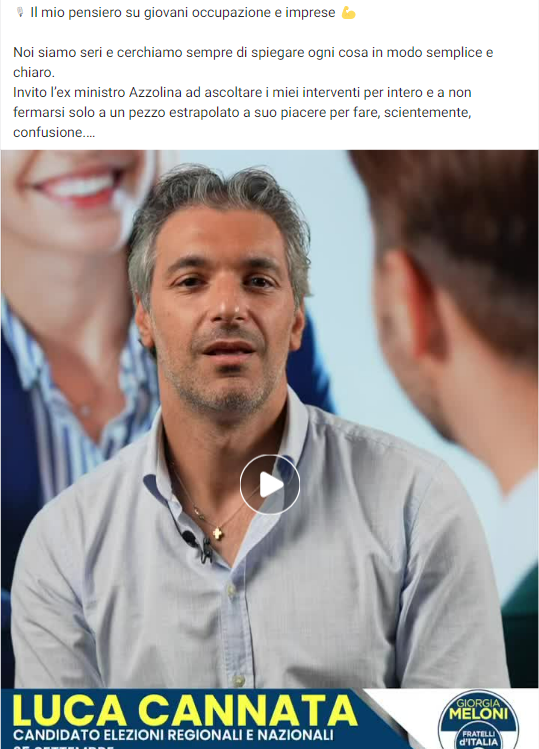 🎙 Il mio pensiero su giovani occupazione e imprese 💪
Noi siamo seri e cerchiamo sempre di spiegare ogni cosa in modo semplice e
chiaro.
Invito l’ex ministro Azzolina ad ascoltare i miei interventi per intero e a non
fermarsi solo a un pezzo estrapolato a suo piacere per fare, scientemente,
confusione.…
LUCA CANNATA
CANDIDATO ELEZIONI REGIONALI E NAZIONALI
25 SETTEMBRE
GIORGIA
MELONI
FRATELLI
d'ITALIA